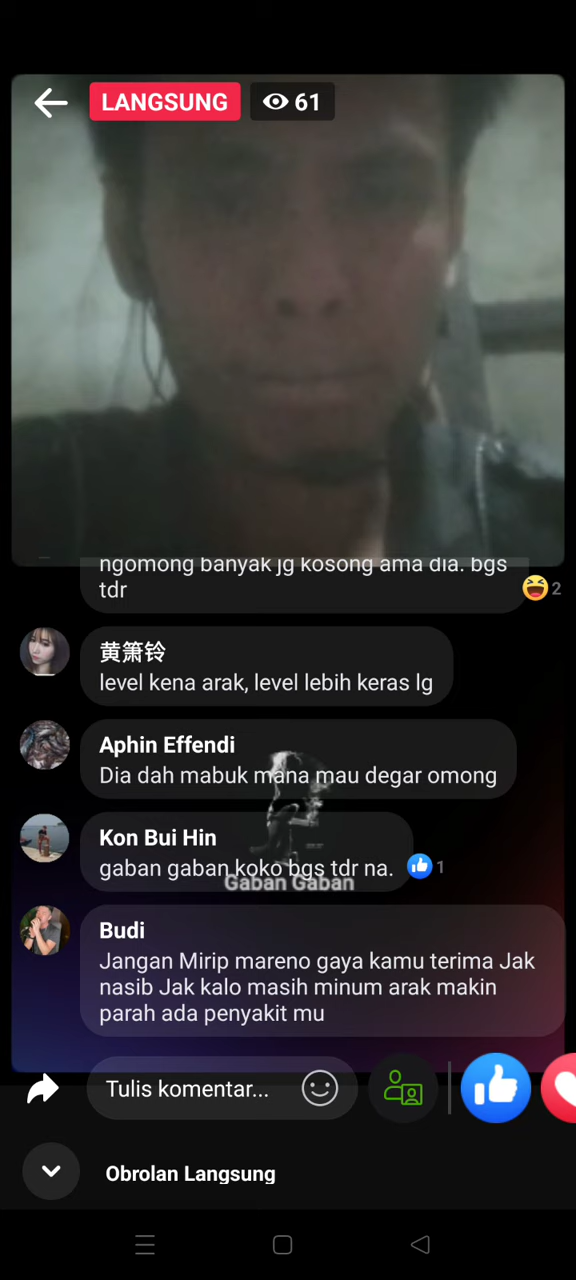 LANGSUNG
61
ngomong banyak jg kosong ama dia. bgs
tdr
2
黄箫铃
level kena arak, level lebih keras lg
Aphin Effendi
Dia dah mabuk mana mau degar omong
Kon Bui Hin
gaban gaban koko bgs tdr na.
1
Gaban Gaban
Budi
Jangan Mirip mareno gaya kamu terima Jak
nasib Jak kalo masih minum arak makin
parah ada penyakit mu
Tulis komentar...
Obrolan Langsung